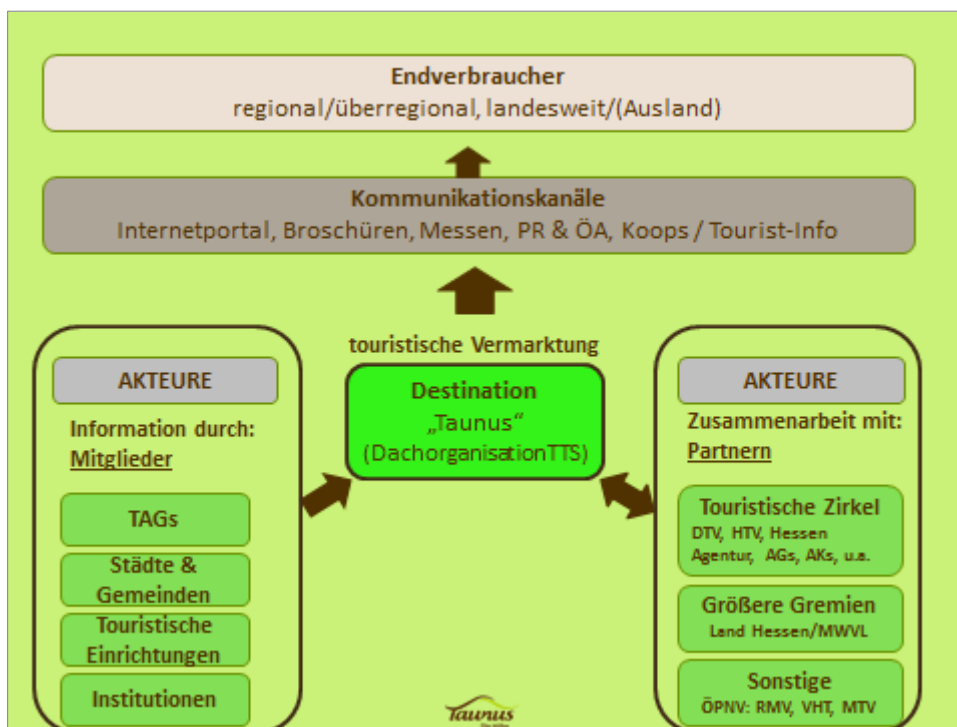 Endverbraucher
regional/überregional, landesweit/(Ausland)
Kommunikationskanäle
Internetportal, Broschüren, Messen, PR & ÖA, Koops / Tourist-Info
touristische Vermarktung
Destination
„Taunus“
(DachorganisationTTS)
AKTEURE
Information durch:
Mitglieder
TAGs
Städte &
Gemeinden
Touristische
Einrichtungen
Institutionen
AKTEURE
Zusammenarbeit mit:
Partnern
Touristische Zirkel
DTV, HTV, Hessen
Agentur, AGs, AKs, u.a.
Größere Gremien
Land Hessen/MWVL
Sonstige
ÖPNV: RMV, VHT, MTV
Taunus